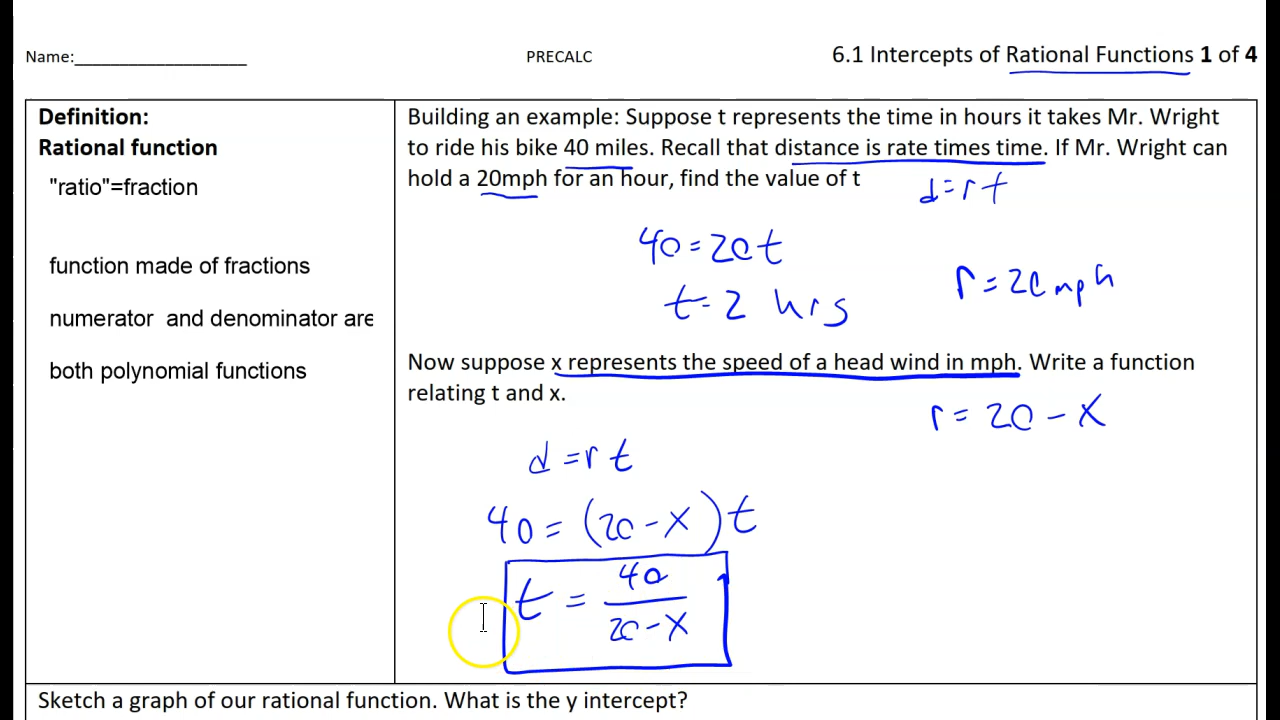 Name:___________________ PRECALC 6.1 Intercepts of Rational Functions 1 of 4
Definition:
Rational function
"ratio"=fraction
function made of fractions
numerator and denominator are
both polynomial functions
Building an example: Suppose t represents the time in hours it takes Mr. Wright
to ride his bike 40 miles. Recall that distance is rate times time. If Mr. Wright can
hold a 20mph for an hour, find the value of t
d=rt
40=20t
r=20mph
t=2 hrs
Now suppose x represents the speed of a head wind in mph. Write a function
relating t and x.
r=20-x
d=rt
40=(20-x)t
t = 40/(20-x)
Sketch a graph of our rational function. What is the y intercept?